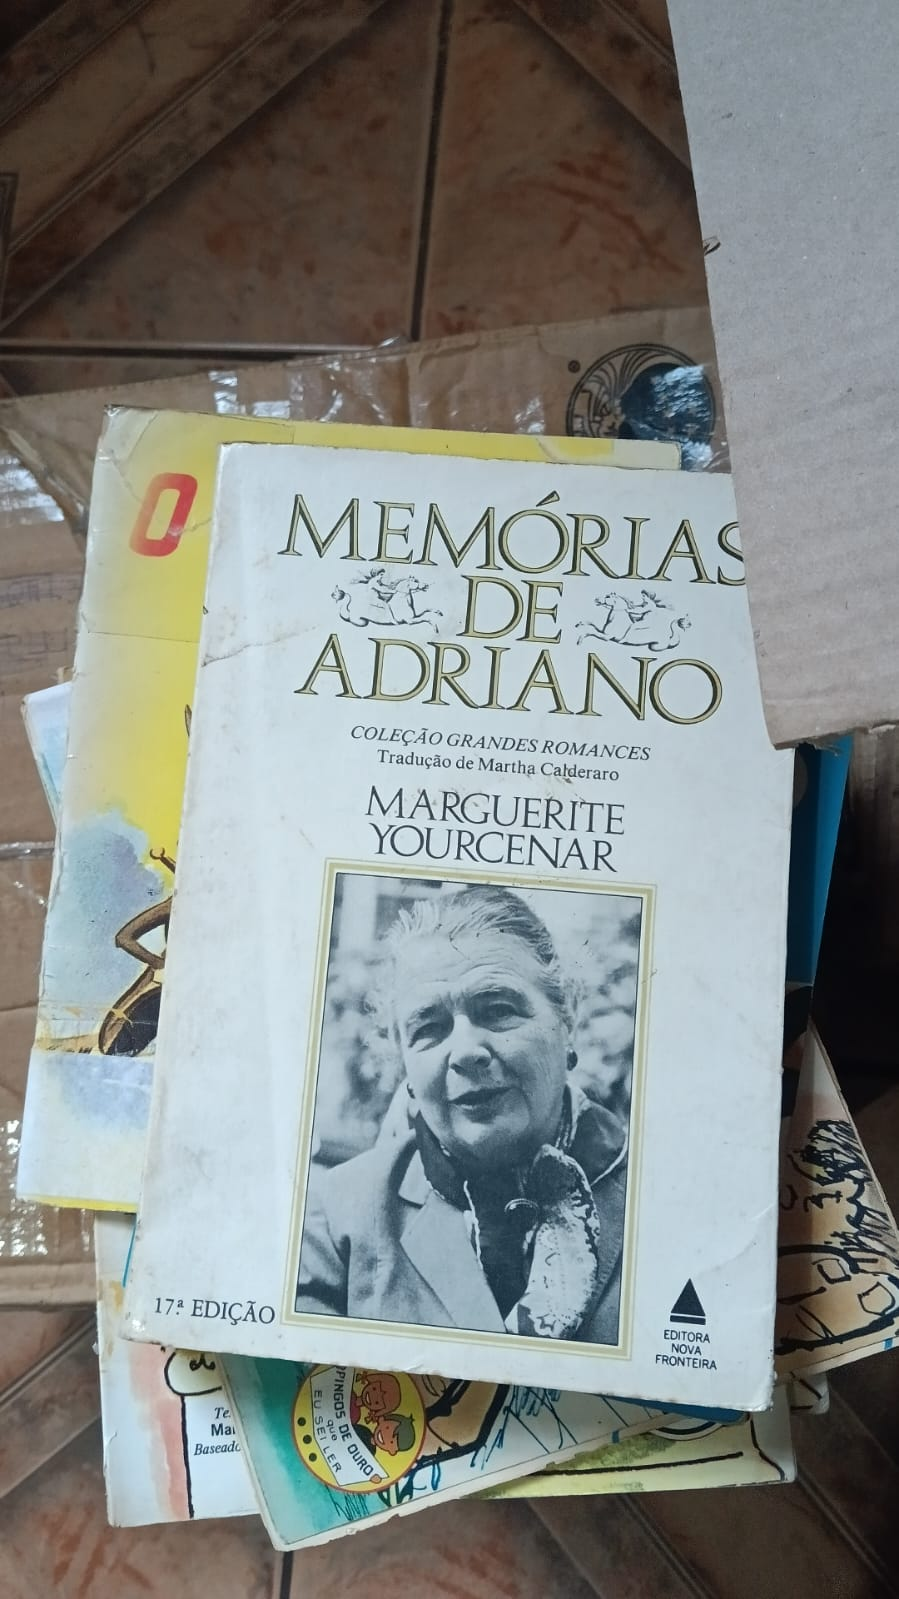 O
MEMÓRIAS
DE
ADRIANO
COLEÇÃO GRANDES ROMANCES
Tradução de Martha Calderaro
MARGUERITE
YOURCENAR
17.ª EDIÇÃO
EDITORA
NOVA
FRONTEIRA
PINGOS DE OURO
que
EU SEI LER